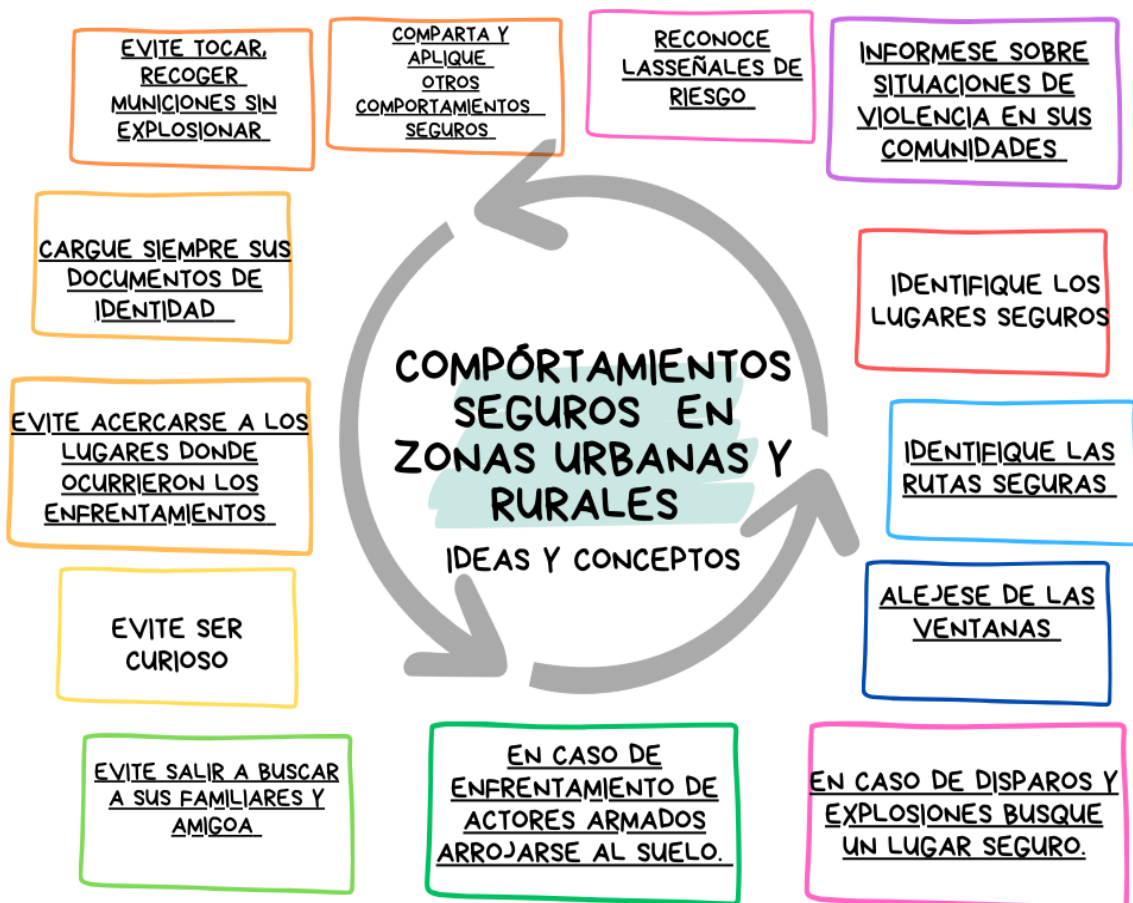 EVITE TOCAR,
RECOGER
MUNICIONES SIN
EXPLOSIONAR
COMPARTA Y
APLIQUE
OTROS
COMPORTAMIENTOS
SEGUROS
RECONOCE
LASSEÑALES DE
RIESGO
INFORMESE SOBRE
SITUACIONES DE
VIOLENCIA EN SUS
COMUNIDADES
CARGUE SIEMPRE SUS
DOCUMENTOS DE
IDENTIDAD
IDENTIFIQUE LOS
LUGARES SEGUROS
COMPÓRTAMIENTOS
SEGUROS EN
ZONAS URBANAS Y
RURALES
IDEAS Y CONCEPTOS
EVITE ACERCARSE A LOS
LUGARES DONDE
OCURRIERON LOS
ENFRENTAMIENTOS
IDENTIFIQUE LAS
RUTAS SEGURAS
EVITE SER
CURIOSO
ALEJESE DE LAS
VENTANAS
EVITE SALIR A BUSCAR
A SUS FAMILIARES Y
AMIGOA
EN CASO DE
ENFRENTAMIENTO DE
ACTORES ARMADOS
ARROJARSE AL SUELO.
EN CASO DE DISPAROS Y
EXPLOSIONES BUSQUE
UN LUGAR SEGURO.